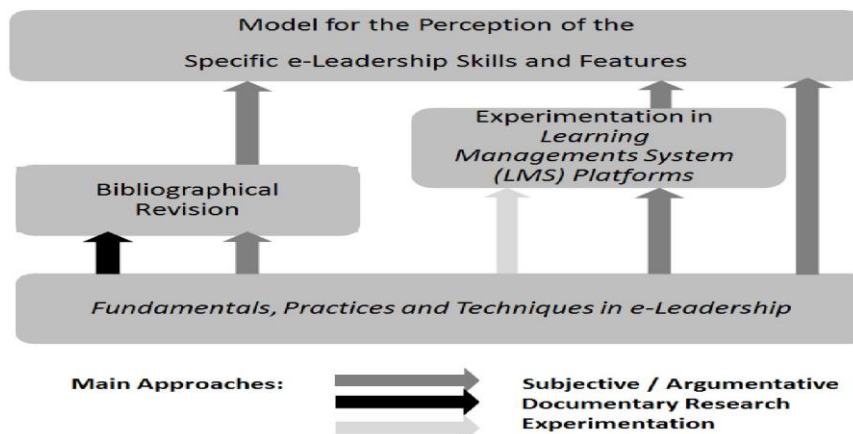 Model for the Perception of the
Specific e-Leadership Skills and Features
Experimentation in
Learning
Managements System
(LMS) Platforms
Bibliographical
Revision
Fundamentals, Practices and Techniques in e-Leadership
Main Approaches:
Subjective / Argumentative
Documentary Research
Experimentation